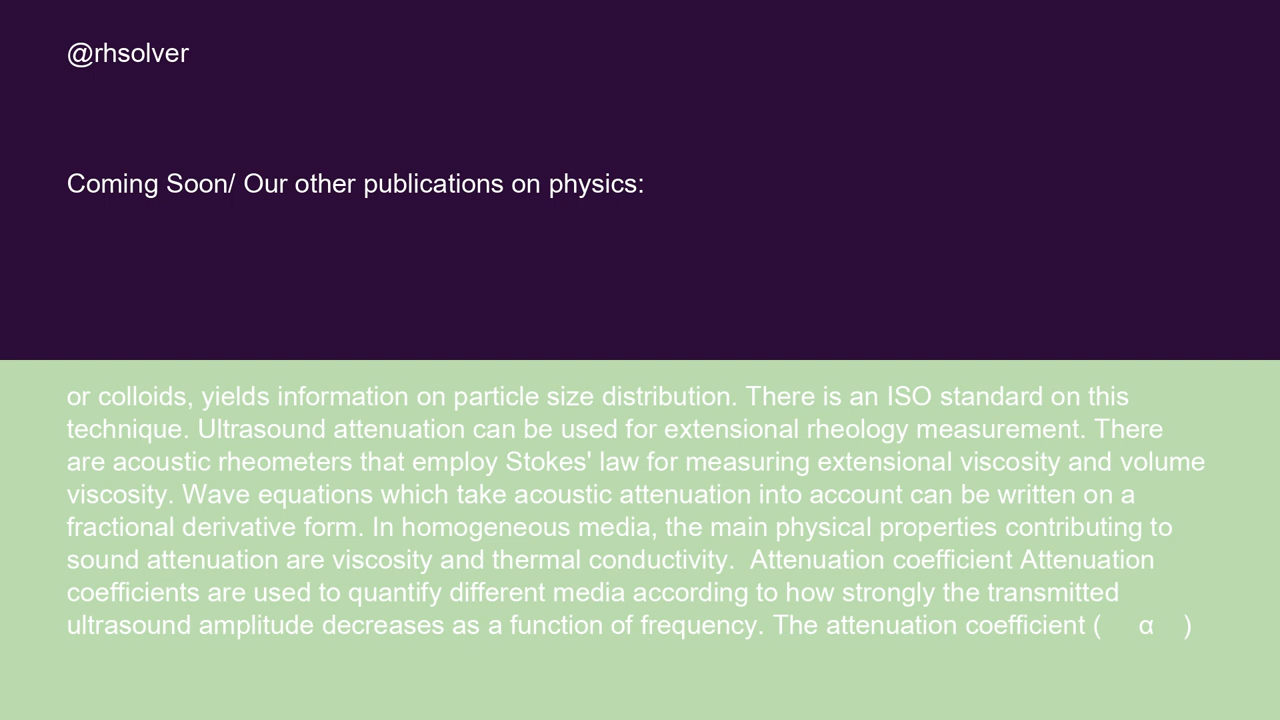 @rhsolver
Coming Soon/ Our other publications on physics:
or colloids, yields information on particle size distribution. There is an ISO standard on this
technique. Ultrasound attenuation can be used for extensional rheology measurement. There
are acoustic rheometers that employ Stokes' law for measuring extensional viscosity and volume
viscosity. Wave equations which take acoustic attenuation into account can be written on a
fractional derivative form. In homogeneous media, the main physical properties contributing to
sound attenuation are viscosity and thermal conductivity.  Attenuation coefficient Attenuation
coefficients are used to quantify different media according to how strongly the transmitted
ultrasound amplitude decreases as a function of frequency. The attenuation coefficient (     α    )